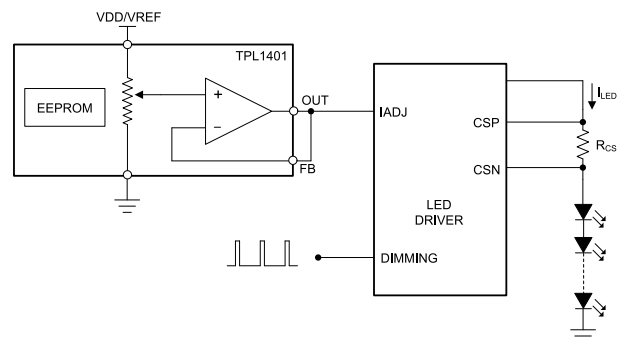 VDD/VREF
TPL1401
EEPROM
+
−
OUT
FB
IADJ
CSP
CSN
LED
DRIVER
DIMMING
ILED
RCS